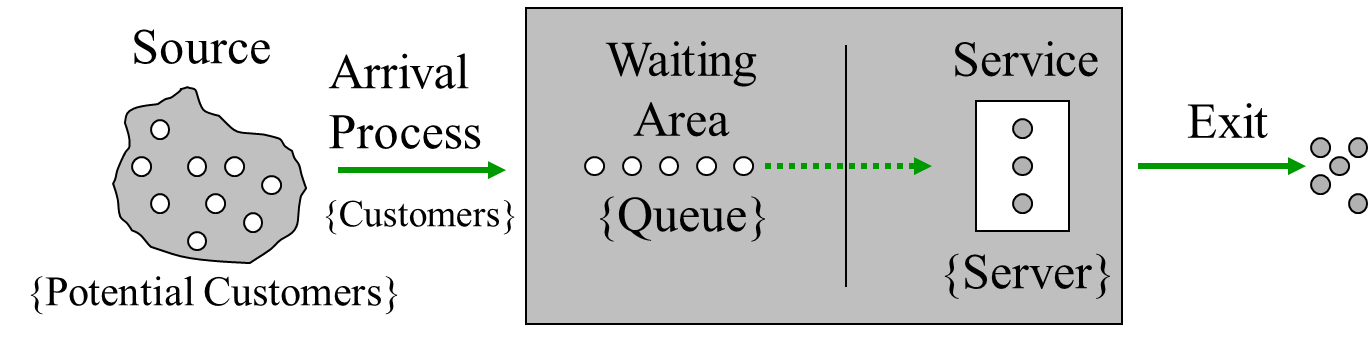 Source
{Potential Customers}
Arrival
Process
{Customers}
Waiting
Area
{Queue}
Service
{Server}
Exit